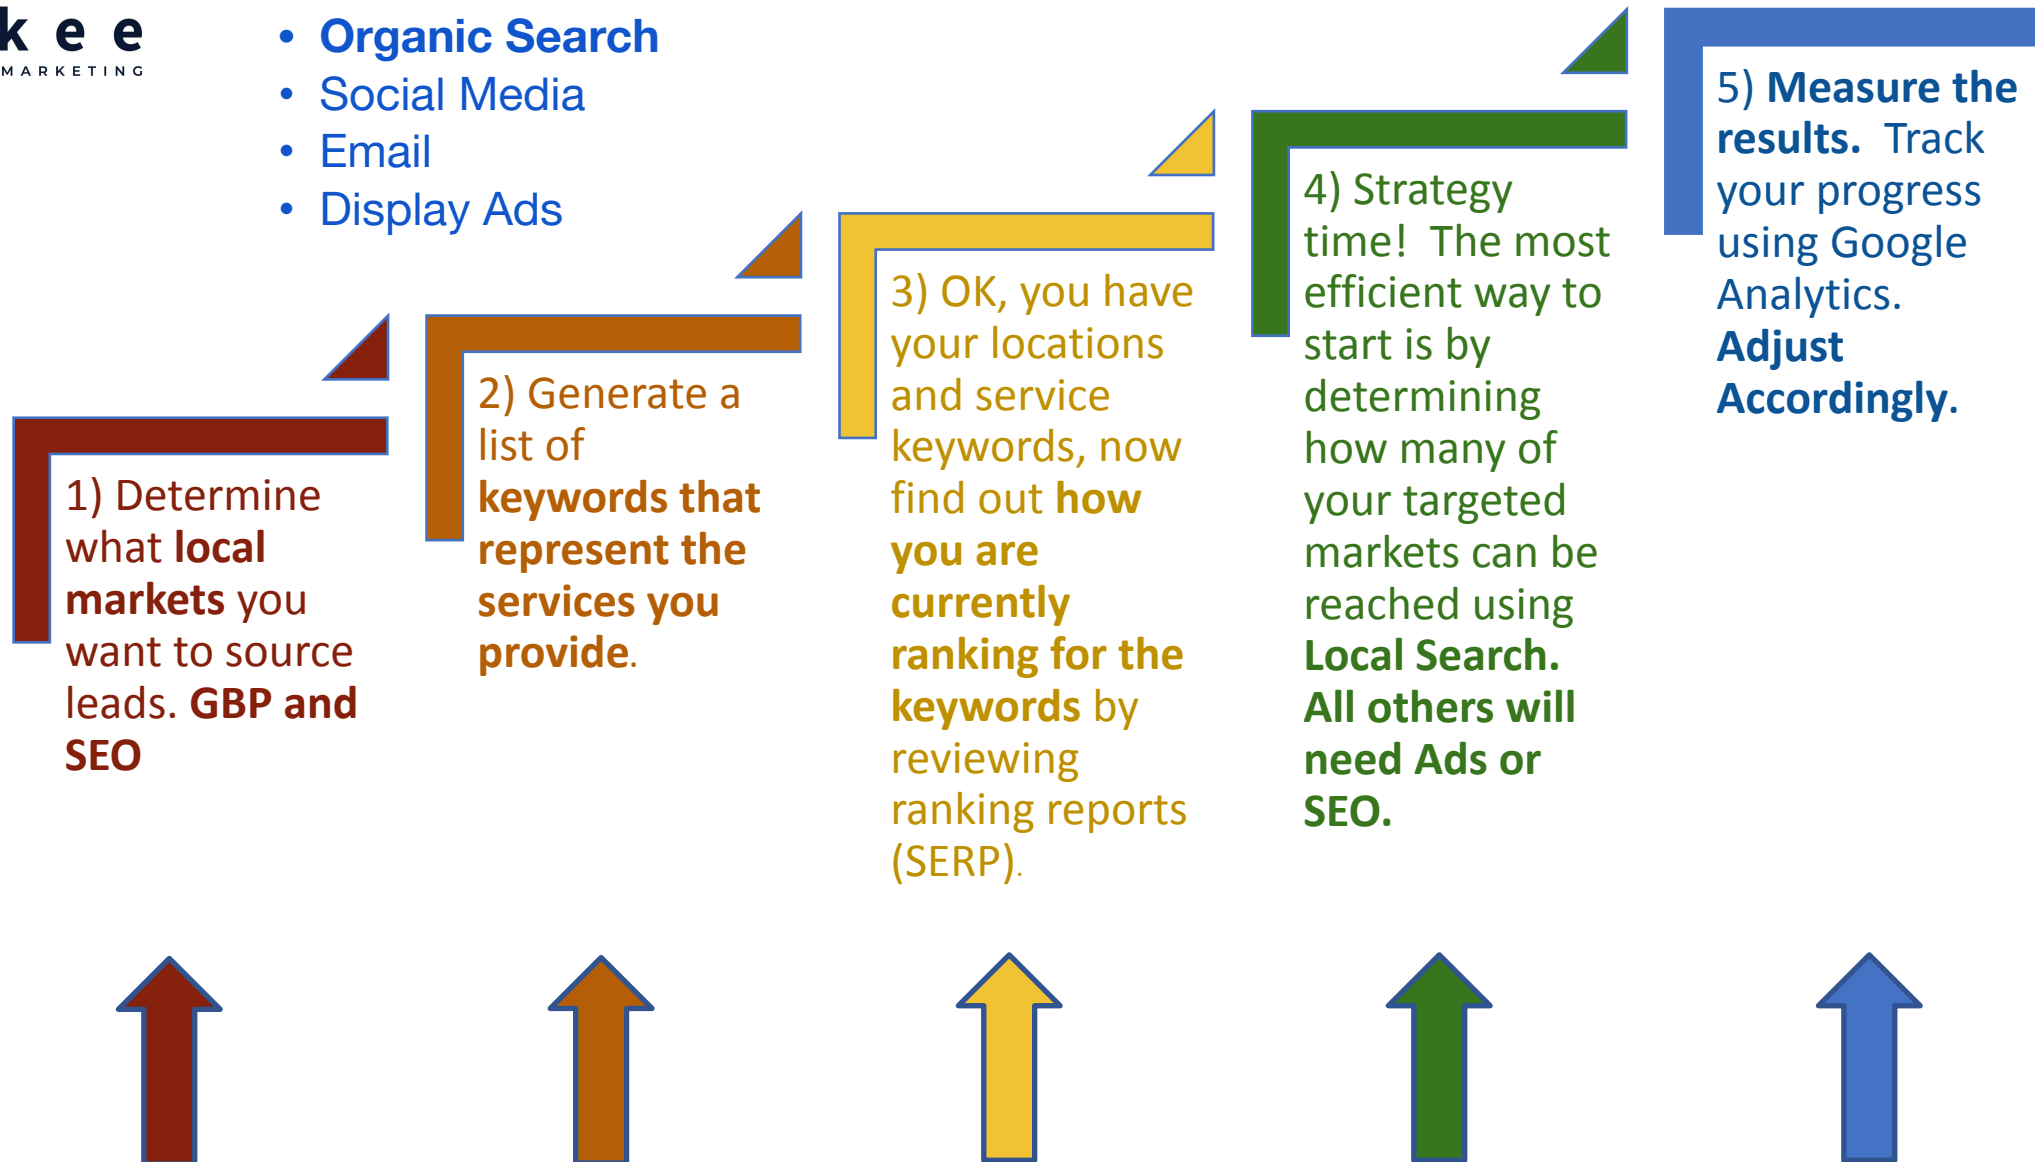 kee
MARKETING
• Organic Search
• Social Media
• Email
• Display Ads
1) Determine
what local
markets you
want to source
leads. GBP and
SEO
2) Generate a
list of
keywords that
represent the
services you
provide.
3) OK, you have
your locations
and service
keywords, now
find out how
you are
currently
ranking for the
keywords by
reviewing
ranking reports
(SERP).
4) Strategy
time!  The most
efficient way to
start is by
determining
how many of
your targeted
markets can be
reached using
Local Search.
All others will
need Ads or
SEO.
5) Measure the
results.  Track
your progress
using Google
Analytics.
Adjust
Accordingly.